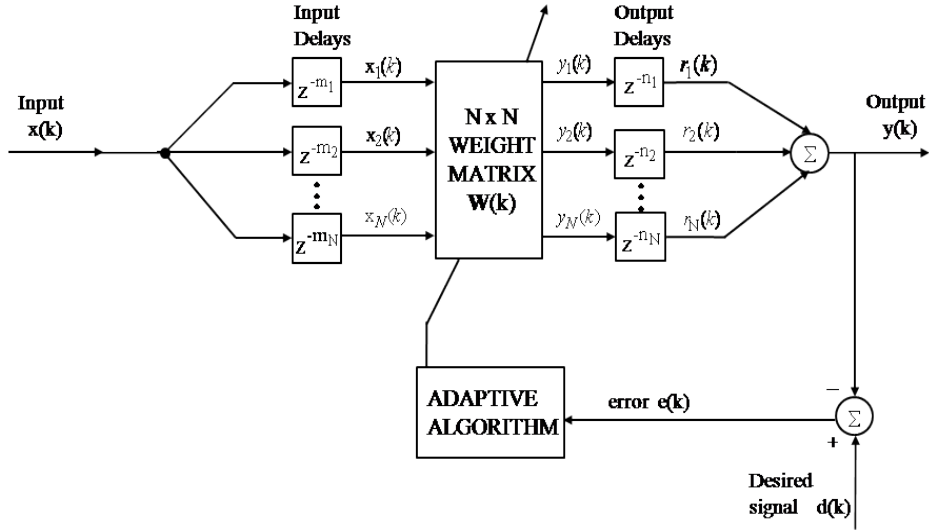 Input Delays
Output Delays
Input x(k)
z^-m1
x1(k)
z^-m2
x2(k)
z^-mN
xN(k)
N x N
WEIGHT
MATRIX
W(k)
y1(k)
z^-n1
r1(k)
y2(k)
z^-n2
r2(k)
yN(k)
z^-nN
rN(k)
Σ
Output y(k)
ADAPTIVE
ALGORITHM
error e(k)
−
Σ
+
Desired
signal d(k)